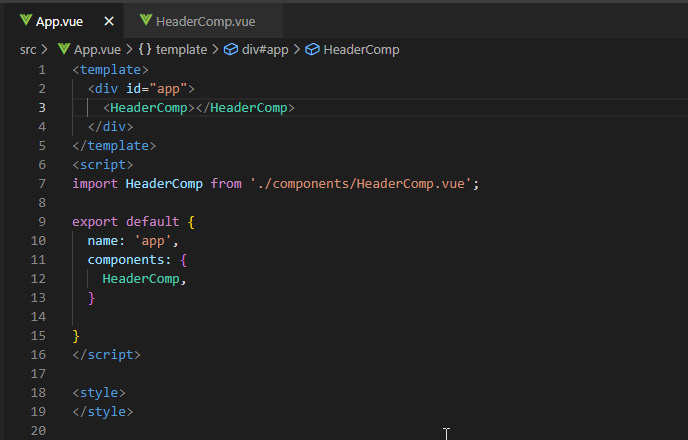 App.vue HeaderComp.vue
src > App.vue > {} template > div#app > HeaderComp
1 <template>
2   <div id="app">
3     <HeaderComp></HeaderComp>
4   </div>
5 </template>
6 <script>
7 import HeaderComp from './components/HeaderComp.vue';
8
9 export default {
10   name: 'app',
11   components: {
12     HeaderComp,
13   }
14
15 }
16 </script>
17
18 <style>
19 </style>
20